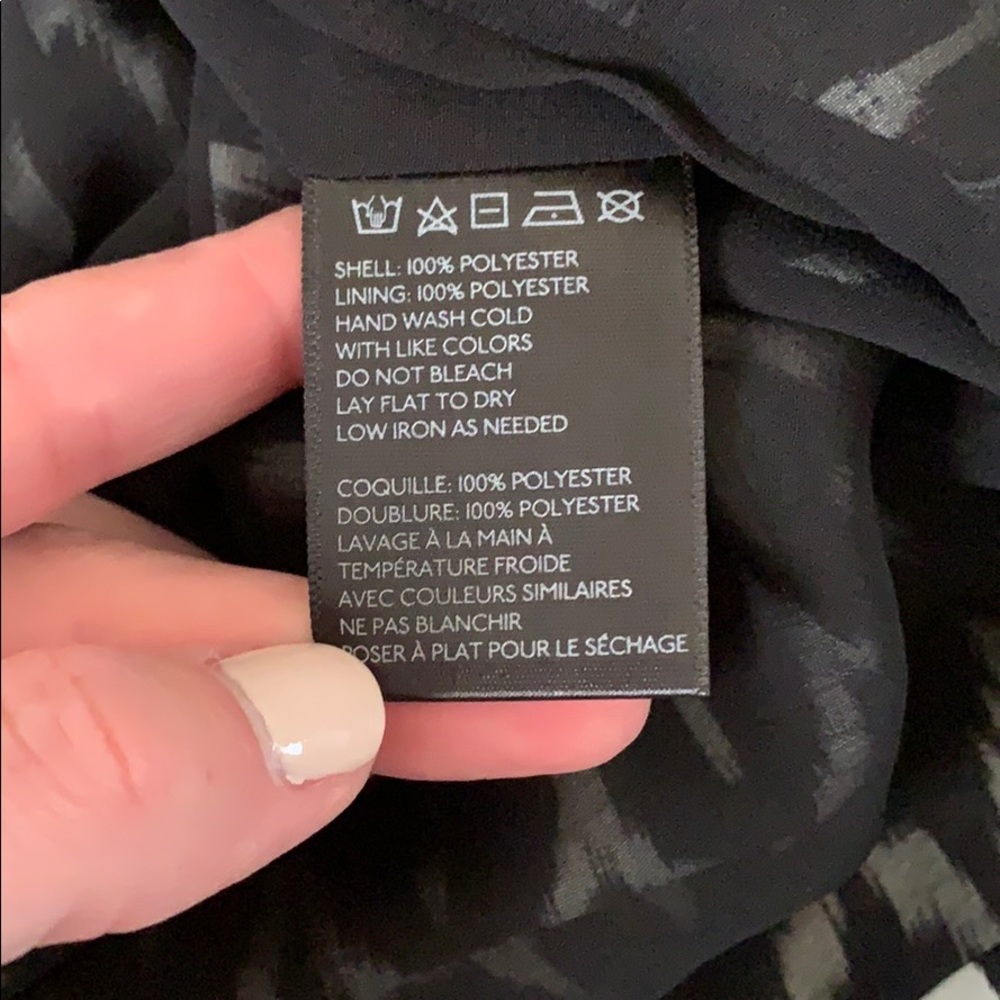 SHELL: 100% POLYESTER
LINING: 100% POLYESTER
HAND WASH COLD
WITH LIKE COLORS
DO NOT BLEACH
LAY FLAT TO DRY
LOW IRON AS NEEDED
COQUILLE: 100% POLYESTER
DOUBLURE: 100% POLYESTER
LAVAGE À LA MAIN À
TEMPÉRATURE FROIDE
AVEC COULEURS SIMILAIRES
NE PAS BLANCHIR
POSER À PLAT POUR LE SÉCHAGE